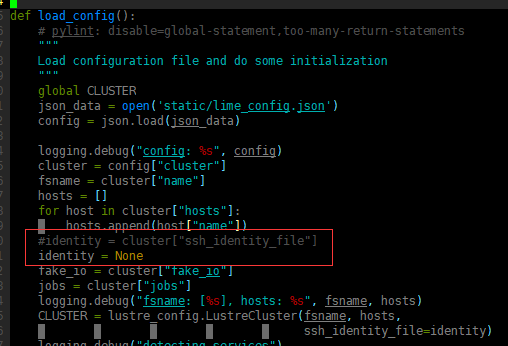 def load_config():
# pylint: disable=global-statement,too-many-return-statements
"""
Load configuration file and do some initialization
"""
global CLUSTER
json_data = open('static/lime_config.json')
config = json.load(json_data)
logging.debug("config: %s", config)
cluster = config["cluster"]
fsname = cluster["name"]
hosts = []
for host in cluster["hosts"]:
hosts.append(host["name"])
#identity = cluster["ssh_identity_file"]
identity = None
fake_io = cluster["fake_io"]
jobs = cluster["jobs"]
logging.debug("fsname: [%s], hosts: %s", fsname, hosts)
CLUSTER = lustre_config.LustreCluster(fsname, hosts,
ssh_identity_file=identity)
logging.debug("detecting services")